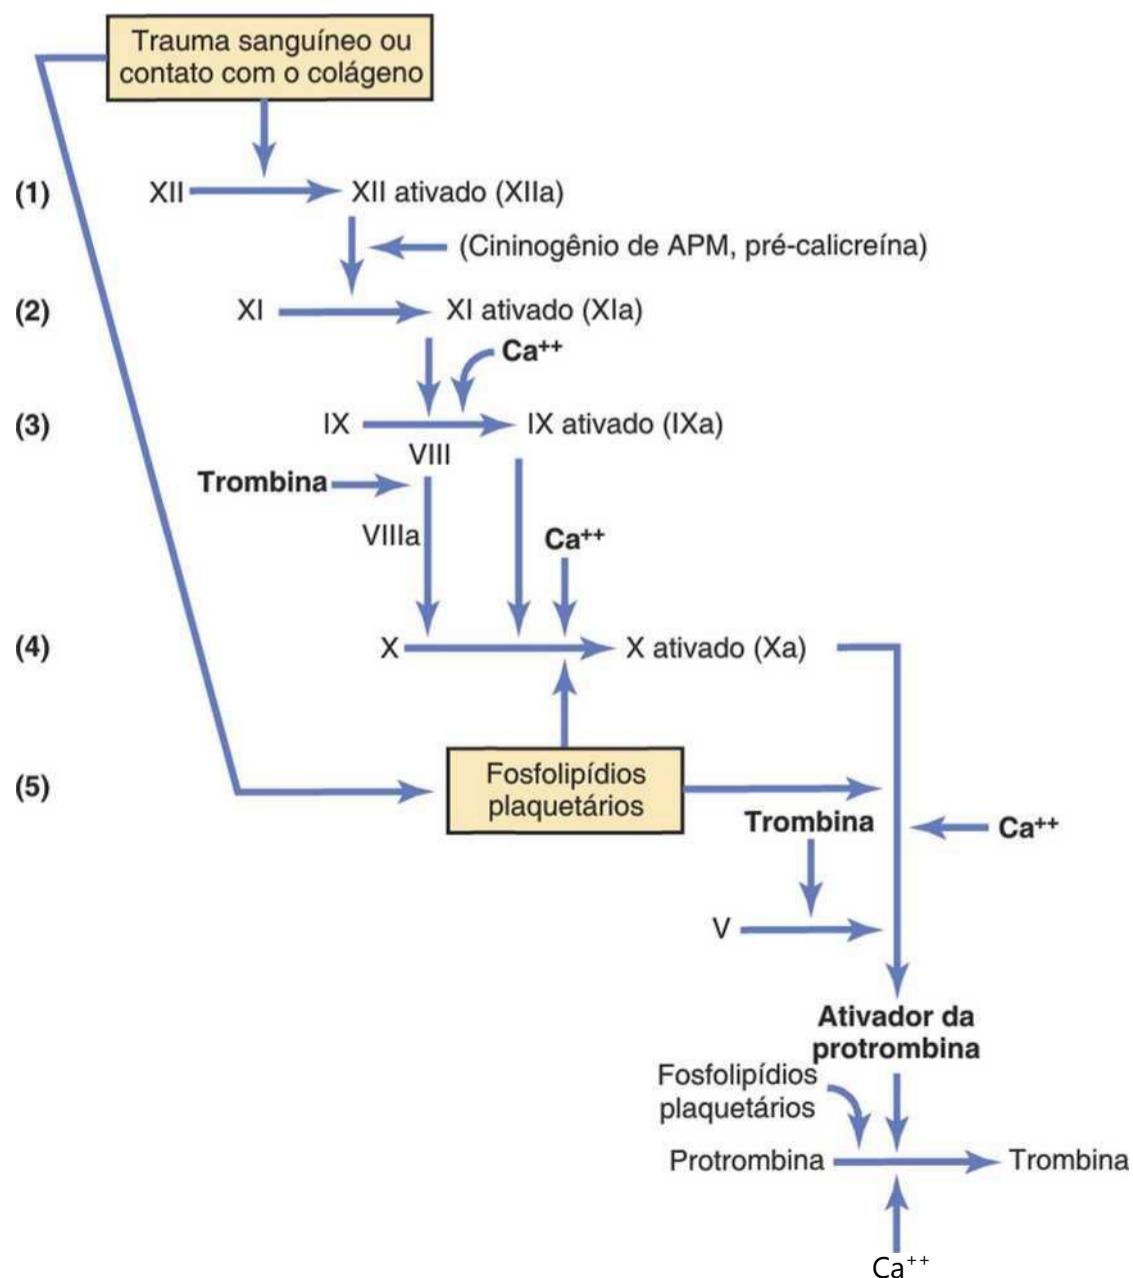 Trauma sanguíneo ou
contato com o colágeno
(1)
XII
XII ativado (XIIa)
(Cininogênio de APM, pré-calicreína)
(2)
XI
XI ativado (XIa)
Ca++
(3)
IX
IX ativado (IXa)
VIII
Trombina
VIIIa
Ca++
(4)
X
X ativado (Xa)
(5)
Fosfolipídios
plaquetários
Trombina
Ca++
V
Ativador da
protrombina
Fosfolipídios
plaquetários
Protrombina
Trombina
Ca++